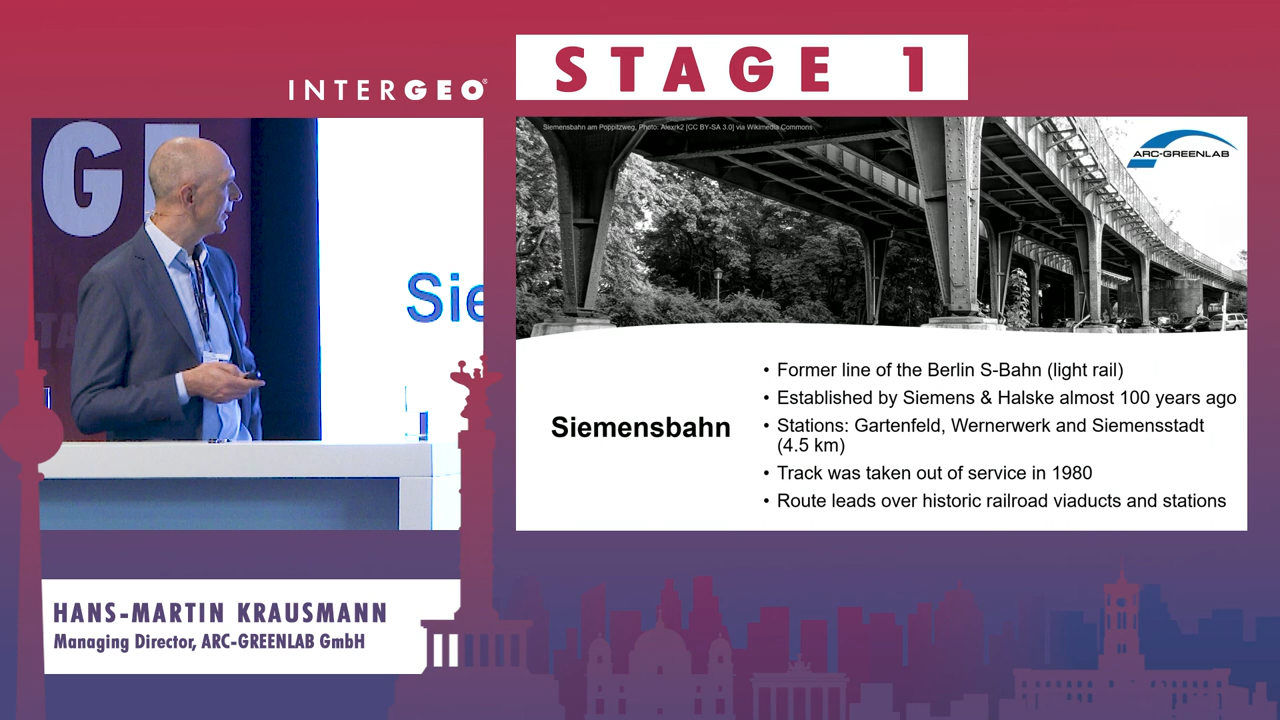 STAGE 1
INTERGEO®
Siemensbahn am Poppitzweg, Photo: Alexrk2 [CC BY-SA 3.0] via Wikimedia Commons
ARC-GREENLAB
GE
STA
Sie
• Former line of the Berlin S-Bahn (light rail)
• Established by Siemens & Halske almost 100 years ago
Siemensbahn
• Stations: Gartenfeld, Wernerwerk and Siemensstadt
(4.5 km)
• Track was taken out of service in 1980
• Route leads over historic railroad viaducts and stations
HANS-MARTIN KRAUSMANN
Managing Director, ARC-GREENLAB GmbH